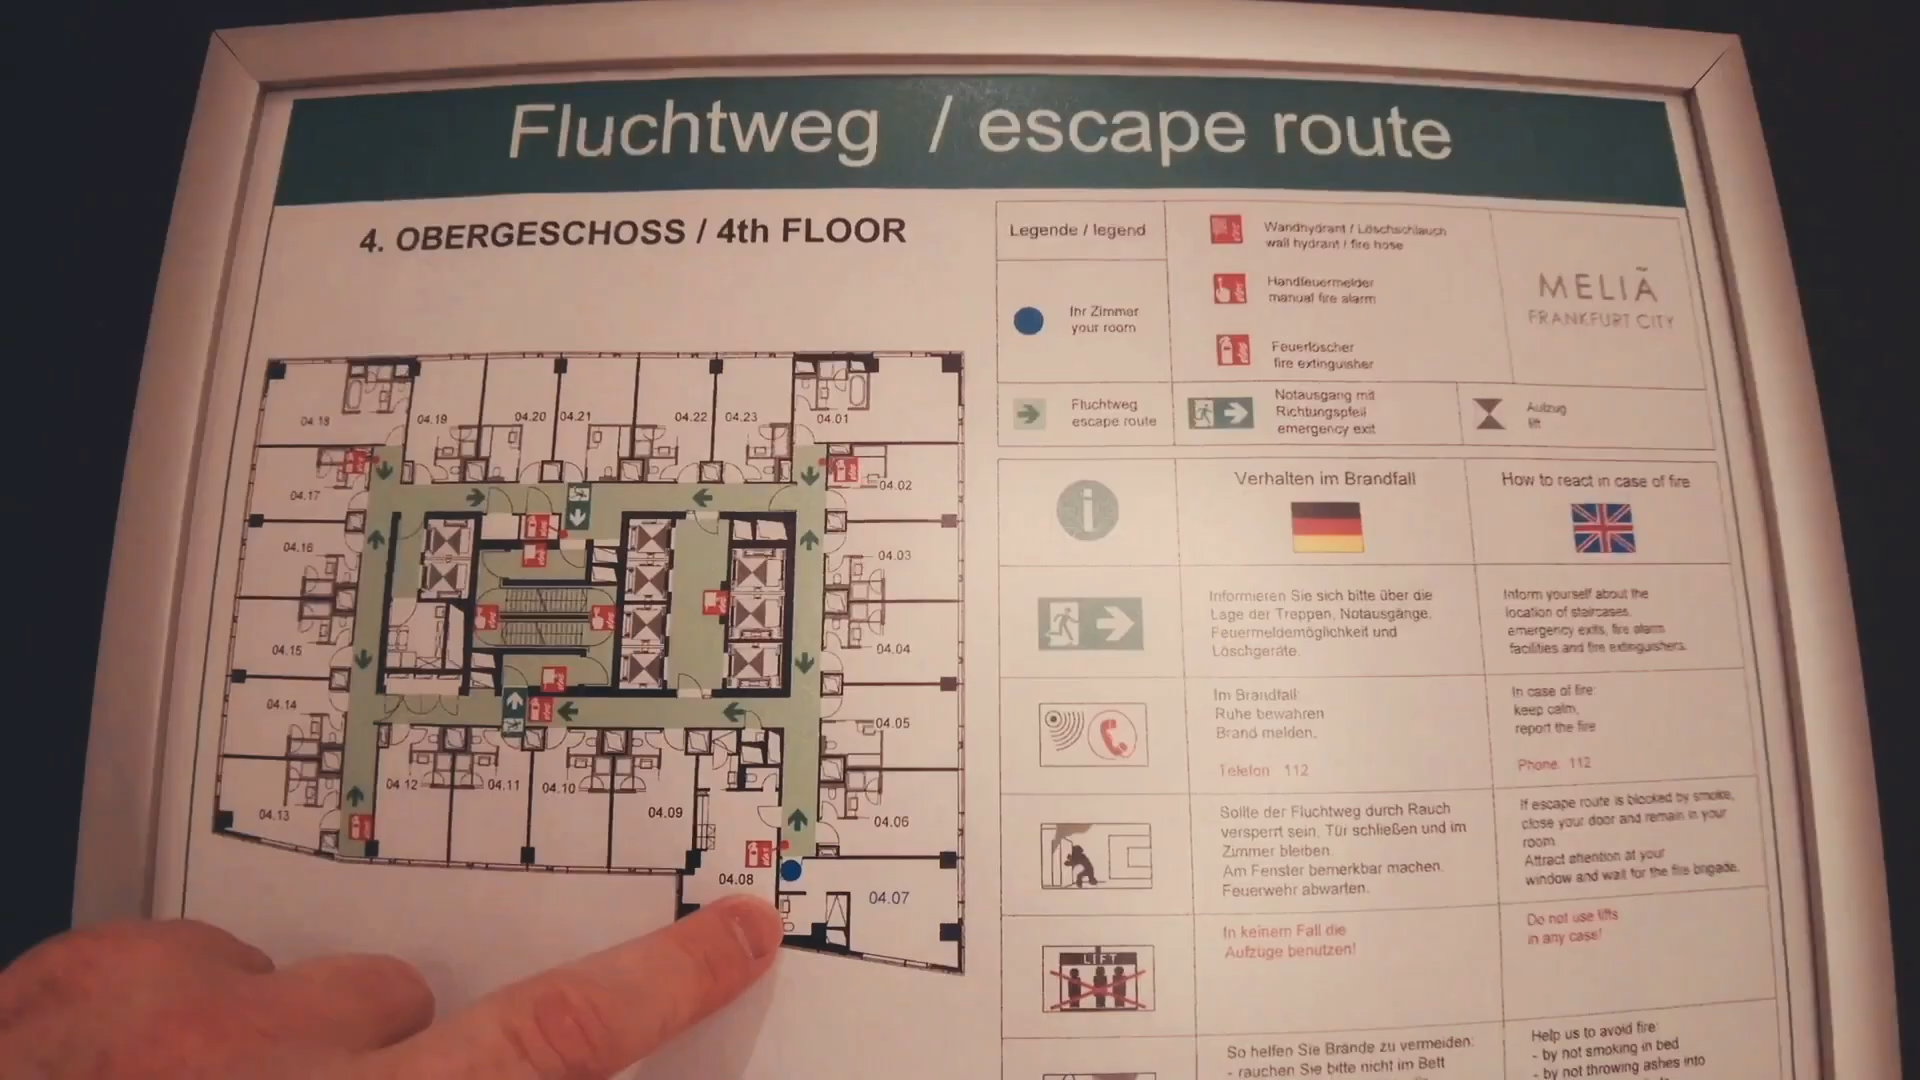 Fluchtweg / escape route
4. OBERGESCHOSS / 4th FLOOR
04.18
04.19
04.20
04.21
04.22
04.23
04.01
04.17
04.02
04.16
04.03
04.15
04.04
04.14
04.05
04.13
04.12
04.11
04.10
04.09
04.06
04.08
04.07
Legende / legend
Ihr Zimmer
your room
Wandhydrant / Löschschlauch
wall hydrant / fire hose
Handfeuermelder
manual fire alarm
Feuerlöscher
fire extinguisher
MELIÃ
FRANKFURT CITY
Fluchtweg
escape route
Notausgang mit
Richtungspfeil
emergency exit
Aufzug
lift
Verhalten im Brandfall
How to react in case of fire
Informieren Sie sich bitte über die
Lage der Treppen, Notausgänge,
Feuermeldemöglichkeit und
Löschgeräte.
Inform yourself about the
location of staircases,
emergency exits, fire alarm
facilities and fire extinguishers.
Im Brandfall:
Ruhe bewahren
Brand melden.
Telefon 112
In case of fire:
keep calm,
report the fire
Phone: 112
Sollte der Fluchtweg durch Rauch
versperrt sein. Tür schließen und im
Zimmer bleiben.
Am Fenster bemerkbar machen.
Feuerwehr abwarten.
If escape route is blocked by smoke,
close your door and remain in your
room.
Attract attention at your
window and wait for the fire brigade.
LIFT
In keinem Fall die
Aufzüge benutzen!
Do not use lifts
in any case!
So helfen Sie Brände zu vermeiden:
- rauchen Sie bitte nicht im Bett
Help us to avoid fire:
- by not smoking in bed
- by not throwing ashes into